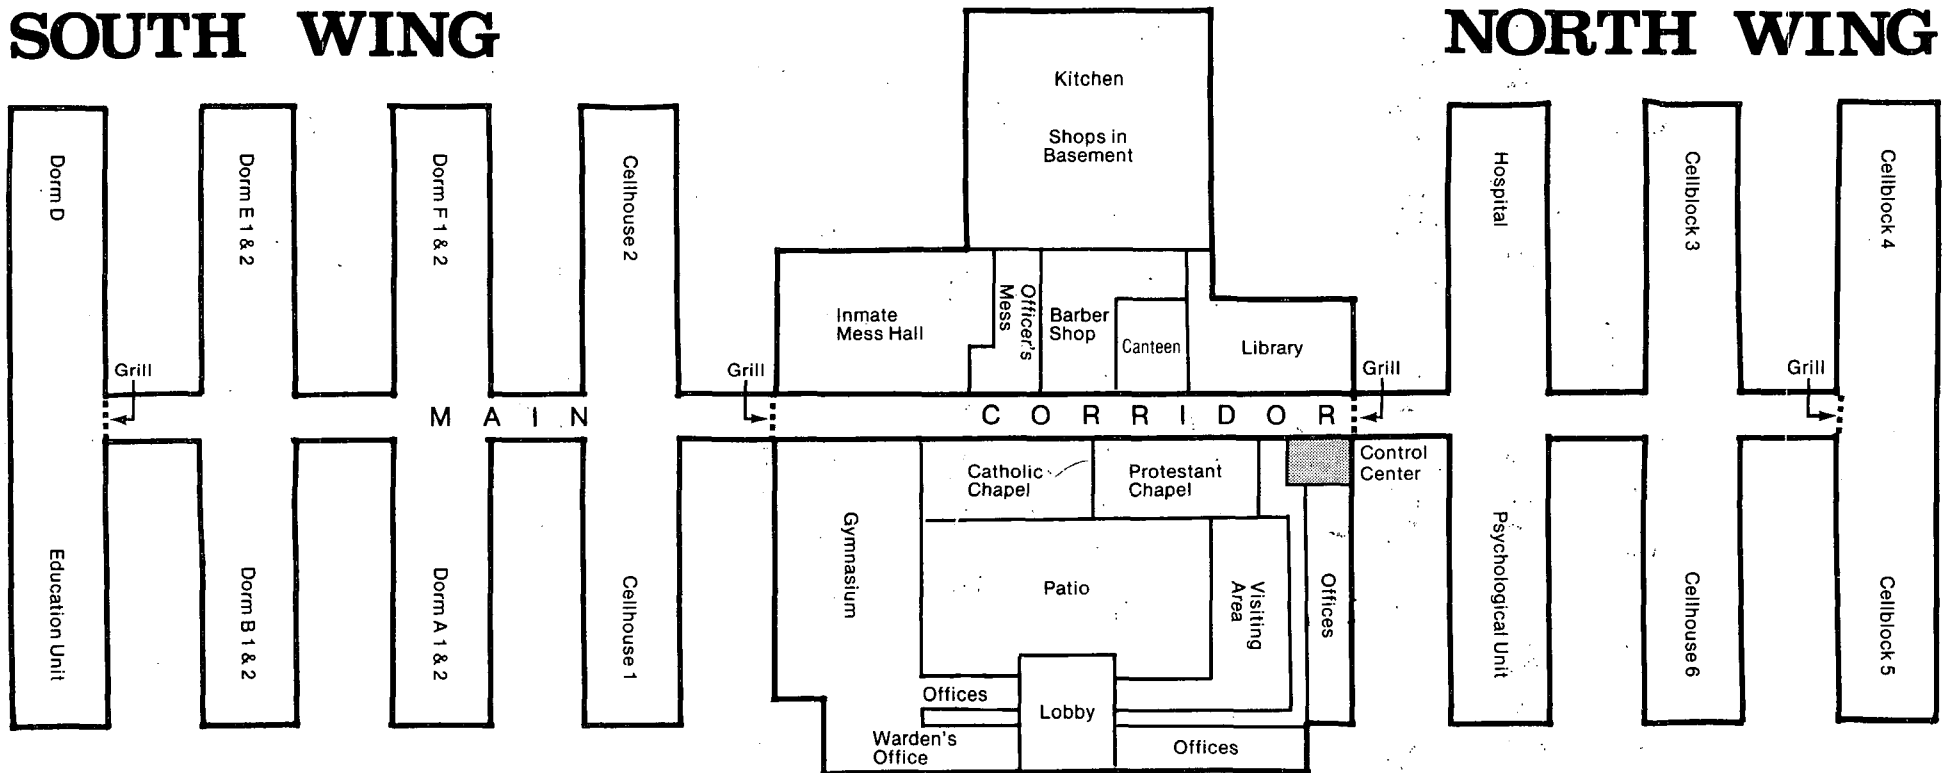 SOUTH WING
NORTH WING
Kitchen
Shops in
Basement
Dorm D
Dorm E 1 & 2
Dorm F 1 & 2
Cellhouse 2
Hospital
Cellblock 3
Cellblock 4
Inmate
Mess Hall
Officer's
Mess
Barber
Shop
Canteen
Library
Grill
Grill
Grill
Grill
MAIN CORRIDOR
Control
Center
Catholic
Chapel
Protestant
Chapel
Education Unit
Dorm B 1 & 2
Dorm A 1 & 2
Cellhouse 1
Gymnasium
Patio
Visiting
Area
Offices
Psychological Unit
Cellhouse 6
Cellblock 5
Offices
Lobby
Warden's
Office
Offices